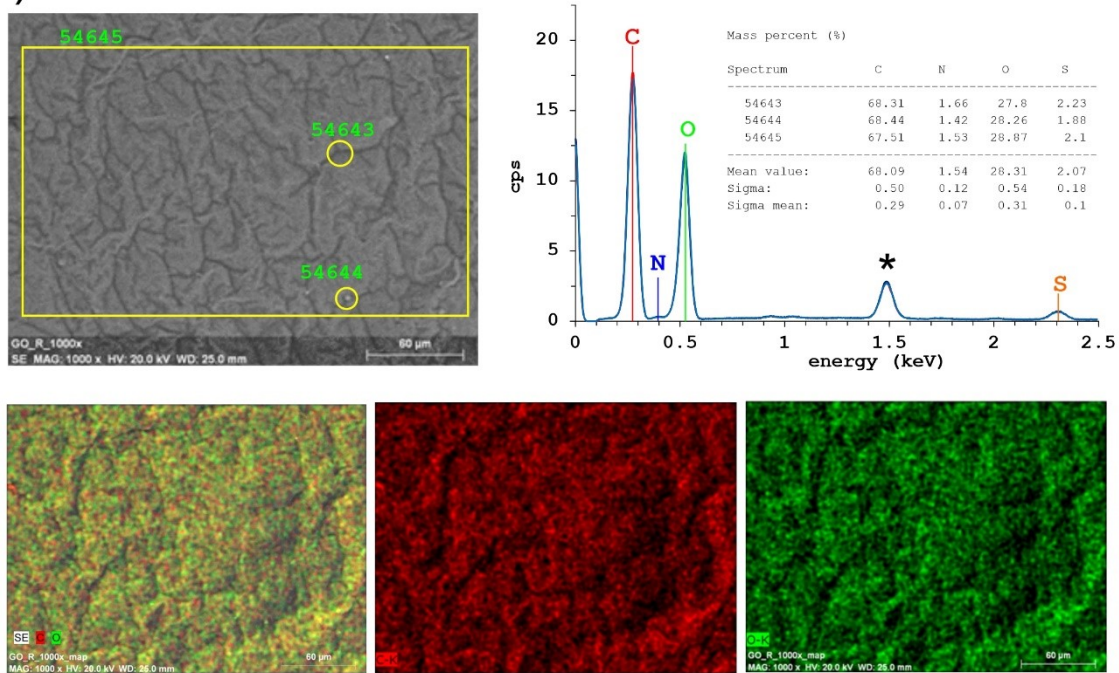 )
54645
54643
54644
GO_R_1000x
SE MAG: 1000 x HV: 20.0 kV WD: 25.0 mm
60 µm
20
15
10
5
0
cps
C
N
O
*
S
0
0.5
1
1.5
2
2.5
energy (keV)
Mass percent (%)
Spectrum C N O S
54643 68.31 1.66 27.8 2.23
54644 68.44 1.42 28.26 1.88
54645 67.51 1.53 28.87 2.1
Mean value: 68.09 1.54 28.31 2.07
Sigma: 0.50 0.12 0.54 0.18
Sigma mean: 0.29 0.07 0.31 0.1
SE C O
GO_R_1000x_map
MAG: 1000 x HV: 20.0 kV WD: 25.0 mm
60 µm
C-K
O-K
GO_R_1000x_map
MAG: 1000 x HV: 20.0 kV WD: 25.0 mm
60 µm